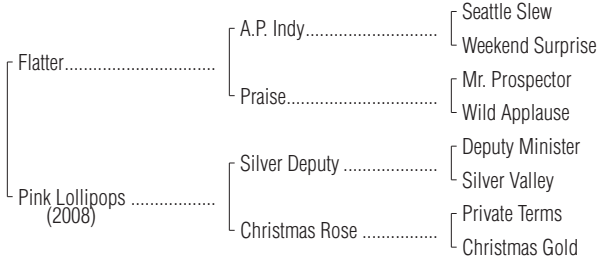 Seattle Slew
A.P. Indy..............................
Weekend Surprise
Flatter..................................
Mr. Prospector
Praise..................................
Wild Applause
Deputy Minister
Silver Deputy .....................
Silver Valley
Pink Lollipops ...................
(2008)
Private Terms
Christmas Rose .................
Christmas Gold